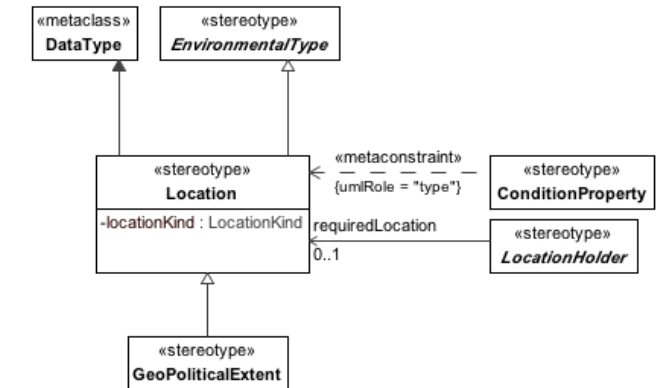 «metaclass»
DataType
«stereotype»
EnvironmentalType
«stereotype»
Location
-locationKind : LocationKind
«metaconstraint»
{umlRole = "type"}
«stereotype»
ConditionProperty
requiredLocation
0..1
«stereotype»
LocationHolder
«stereotype»
GeoPoliticalExtent